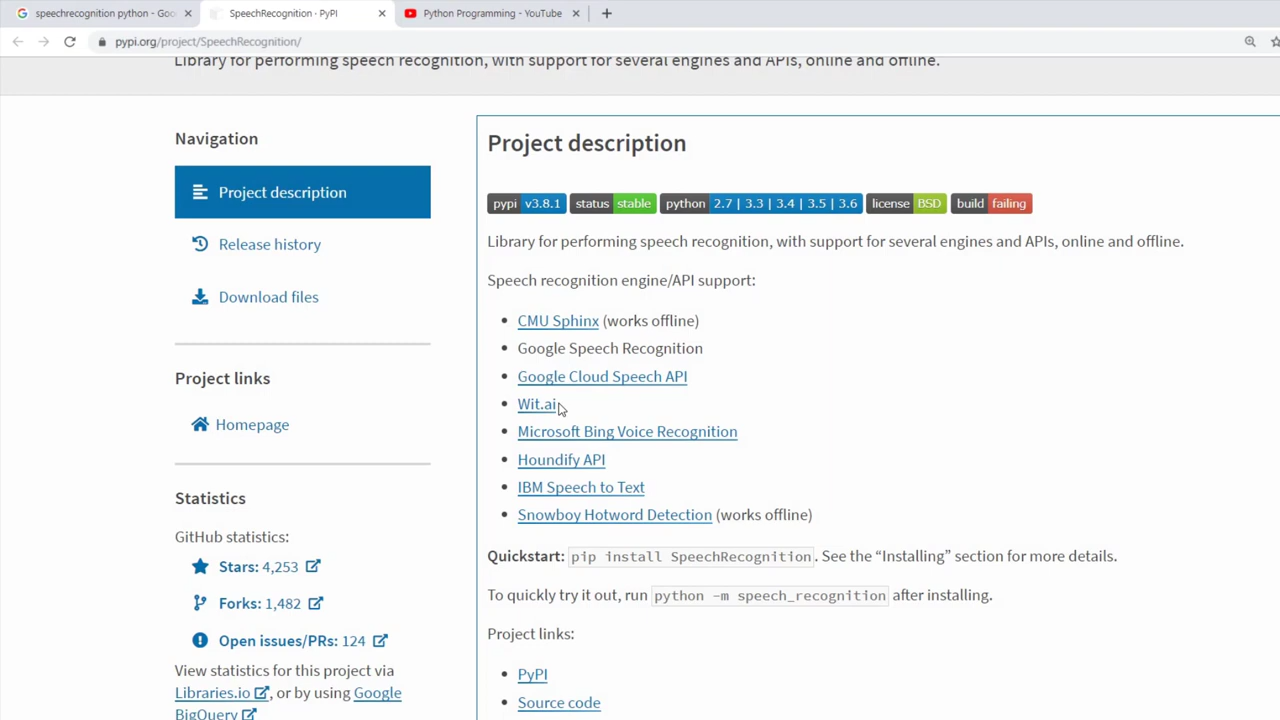 speechrecognition python - Goo
SpeechRecognition · PyPI
Python Programming - YouTube
pypi.org/project/SpeechRecognition/
Library for performing speech recognition, with support for several engines and APIs, online and offline.
Navigation
Project description
Release history
Download files
Project links
Homepage
Statistics
GitHub statistics:
Stars: 4,253
Forks: 1,482
Open issues/PRs: 124
View statistics for this project via
Libraries.io, or by using Google
BigQuery
Project description
pypi v3.8.1 status stable python 2.7 | 3.3 | 3.4 | 3.5 | 3.6 license BSD build failing
Library for performing speech recognition, with support for several engines and APIs, online and offline.
Speech recognition engine/API support:
• CMU Sphinx (works offline)
• Google Speech Recognition
• Google Cloud Speech API
• Wit.ai
• Microsoft Bing Voice Recognition
• Houndify API
• IBM Speech to Text
• Snowboy Hotword Detection (works offline)
Quickstart: pip install SpeechRecognition. See the “Installing” section for more details.
To quickly try it out, run python -m speech_recognition after installing.
Project links:
• PyPI
• Source code